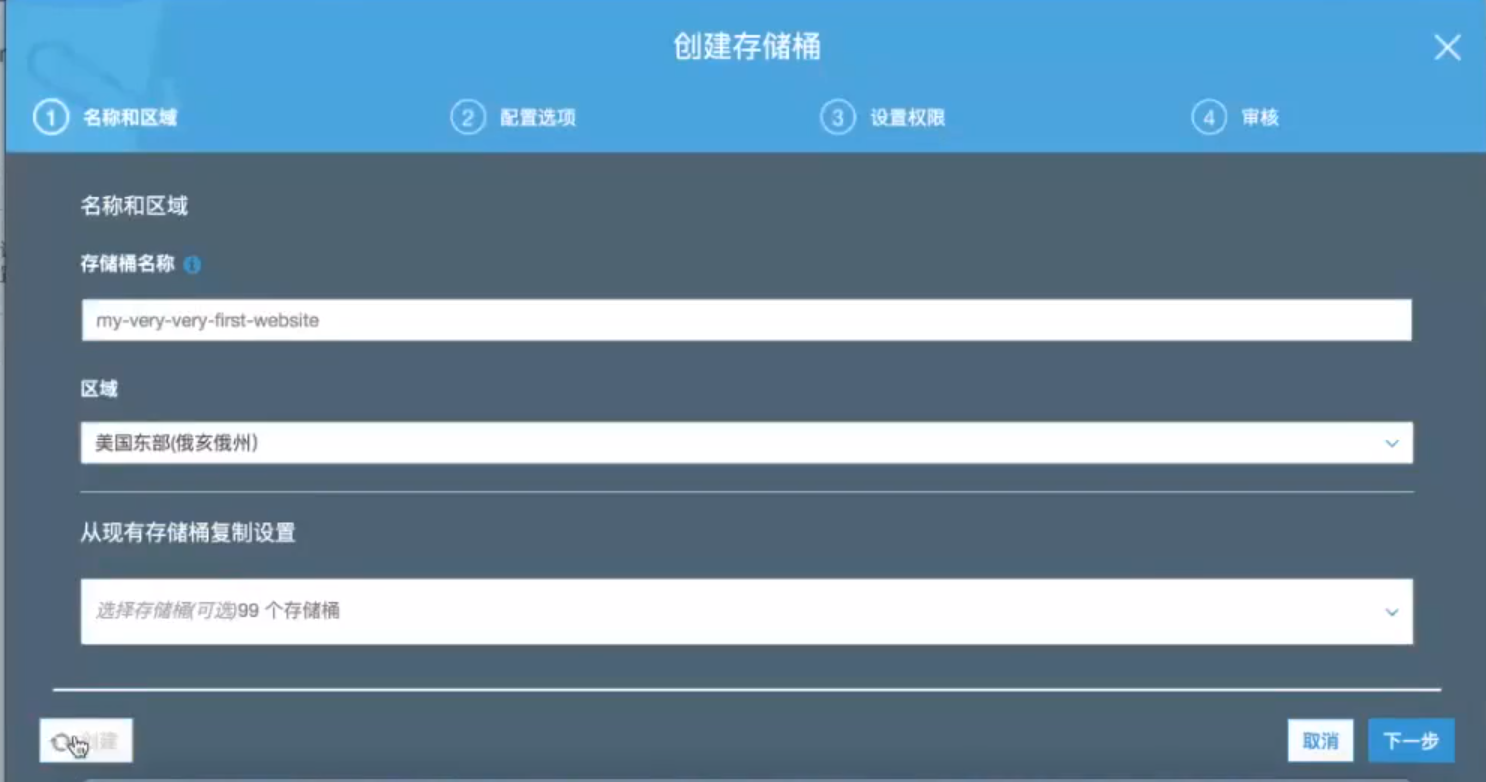 创建存储桶
1 名称和区域
2 配置选项
3 设置权限
4 审核
名称和区域
存储桶名称
my-very-very-first-website
区域
美国东部(俄亥俄州)
从现有存储桶复制设置
选择存储桶(可选)99 个存储桶
创建
取消
下一步